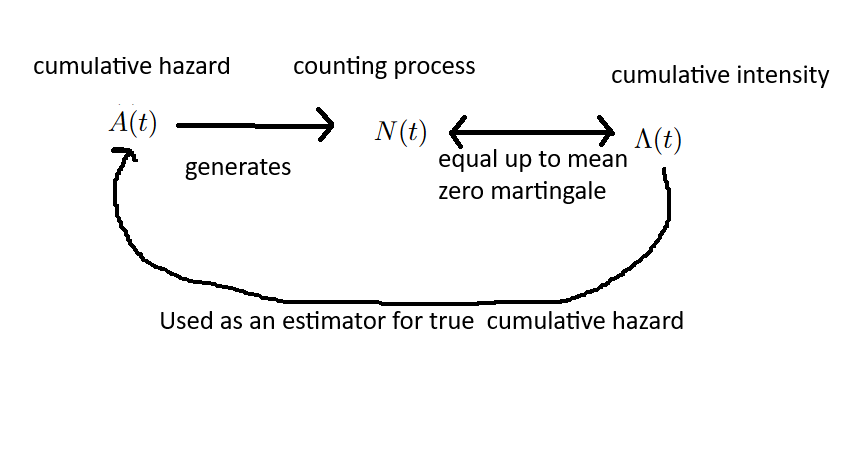 cumulative hazard
counting process
cumulative intensity
A(t)
N(t)
Λ(t)
generates
equal up to mean
zero martingale
Used as an estimator for true cumulative hazard